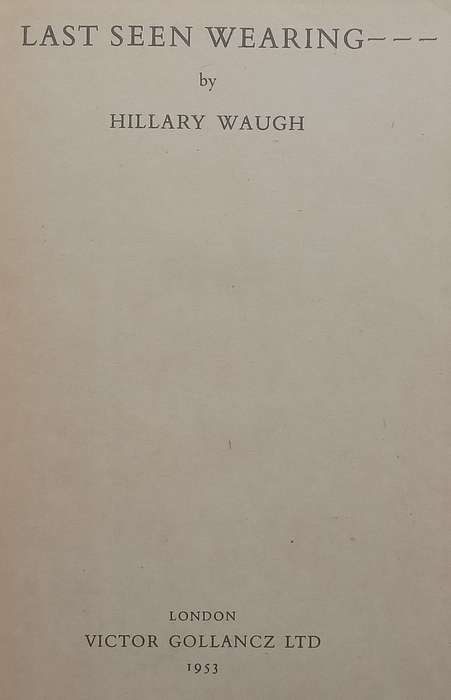 LAST SEEN WEARING———
by
HILLARY WAUGH
LONDON
VICTOR GOLLANCZ LTD
1953